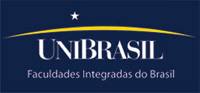 UNIBRASIL
Faculdades Integradas do Brasil